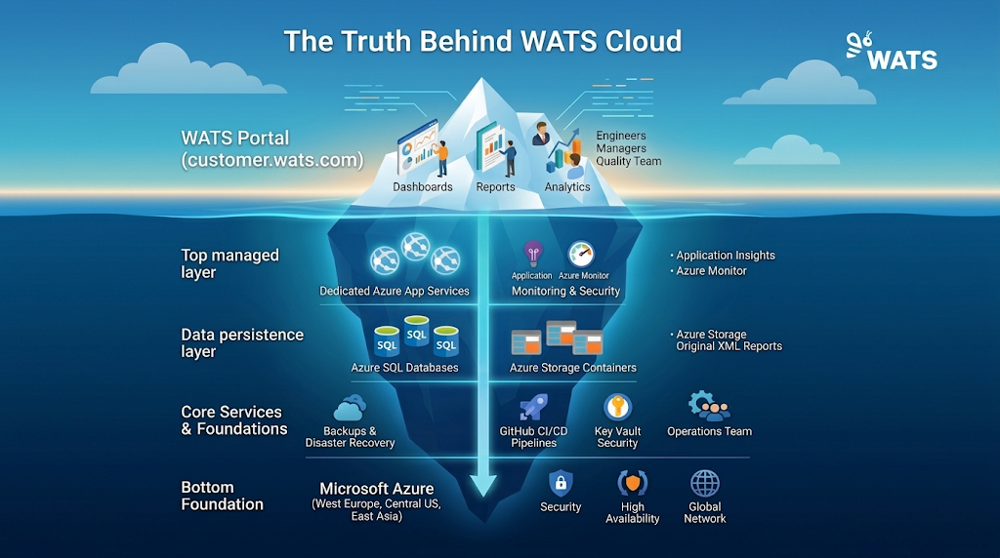 The Truth Behind WATS Cloud
WATS
WATS Portal
(customer.wats.com)
Dashboards
Reports
Analytics
Engineers
Managers
Quality Team
Top managed
layer
Dedicated Azure App Services
Application
Azure Monitor
Monitoring & Security
• Application Insights
• Azure Monitor
Data persistence
layer
SQL
SQL
SQL
Azure SQL Databases
Azure Storage Containers
• Azure Storage
Original XML Reports
Core Services
& Foundations
Backups &
Disaster Recovery
GitHub CI/CD
Pipelines
Key Vault
Security
Operations Team
Bottom
Foundation
Microsoft Azure
(West Europe, Central US,
East Asia)
Security
High
Availability
Global
Network